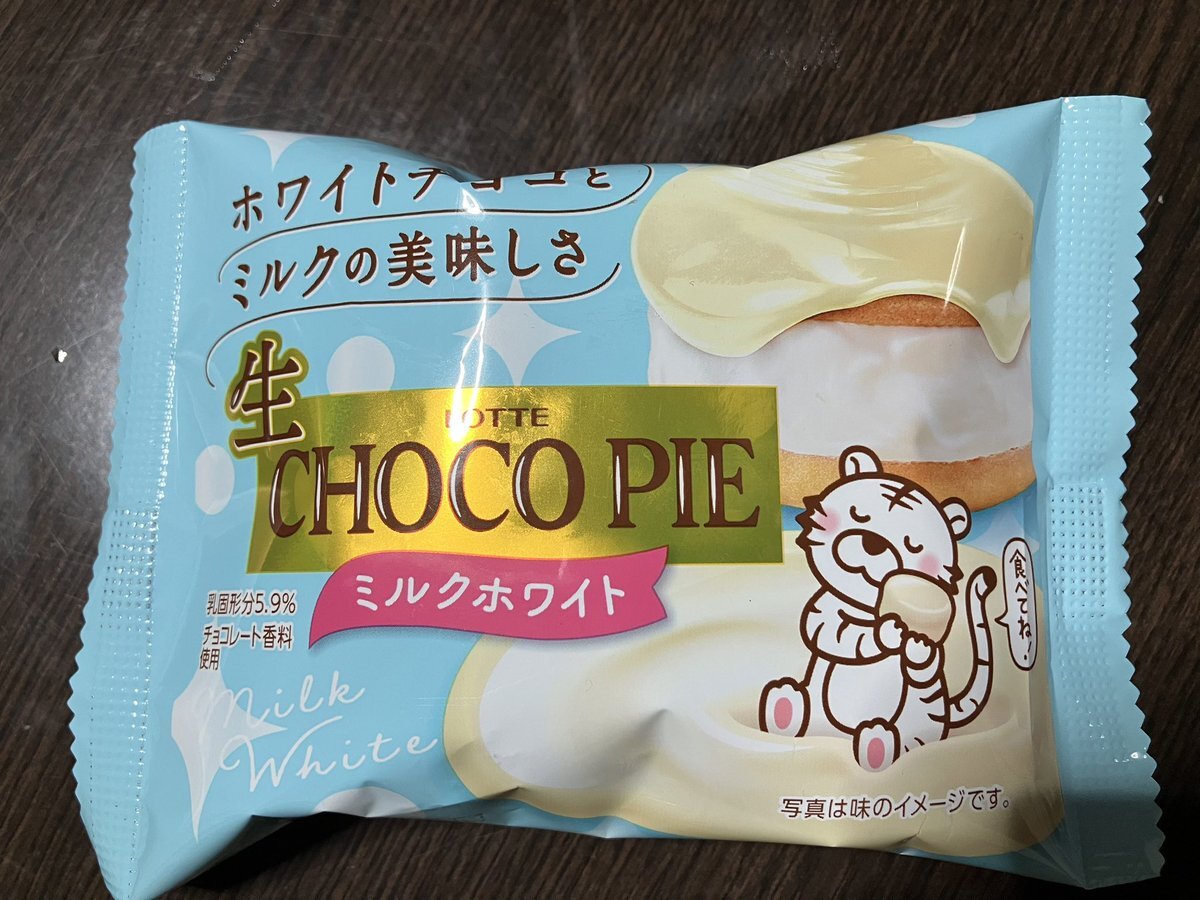 ホワイトチョコと
ミルクの美味しさ
生
LOTTE
CHOCO PIE
ミルクホワイト
乳固形分5.9%
チョコレート香料
使用
Milk
White
食べてね!
写真は味のイメージです。